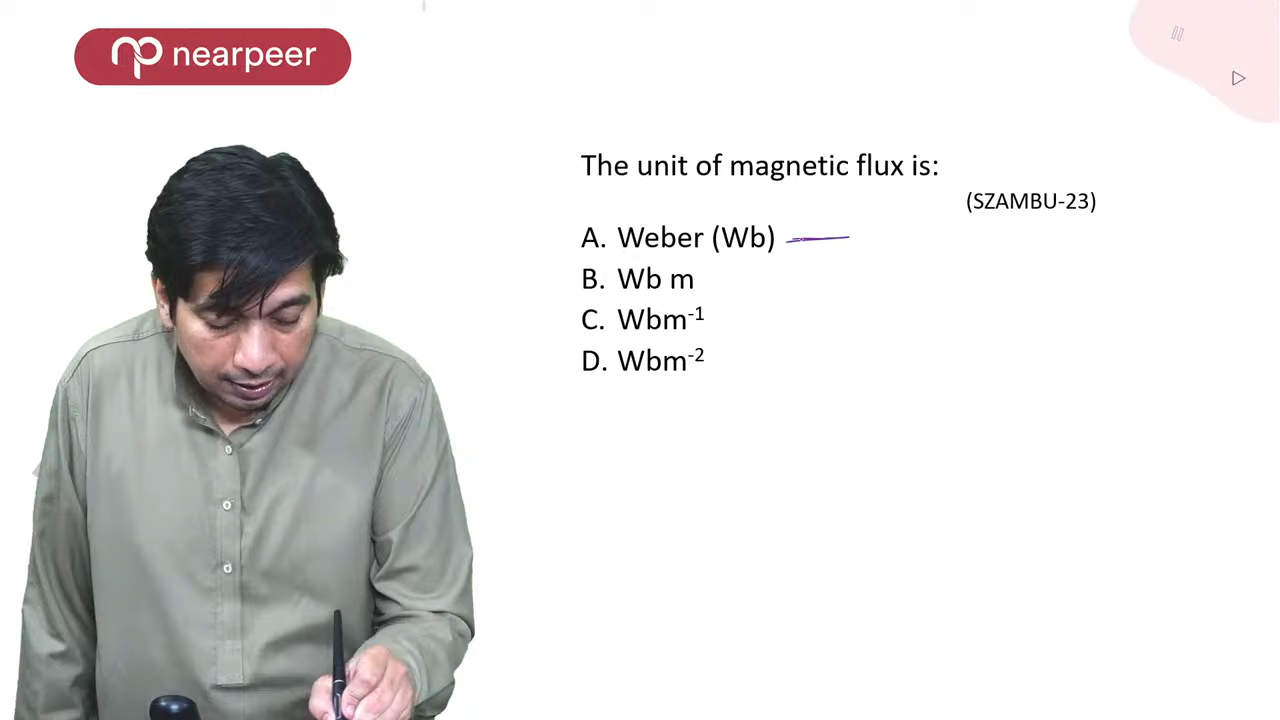 nearpeer
The unit of magnetic flux is:
(SZAMBU-23)
A. Weber (Wb)
B. Wb m
C. Wbm⁻¹
D. Wbm⁻²